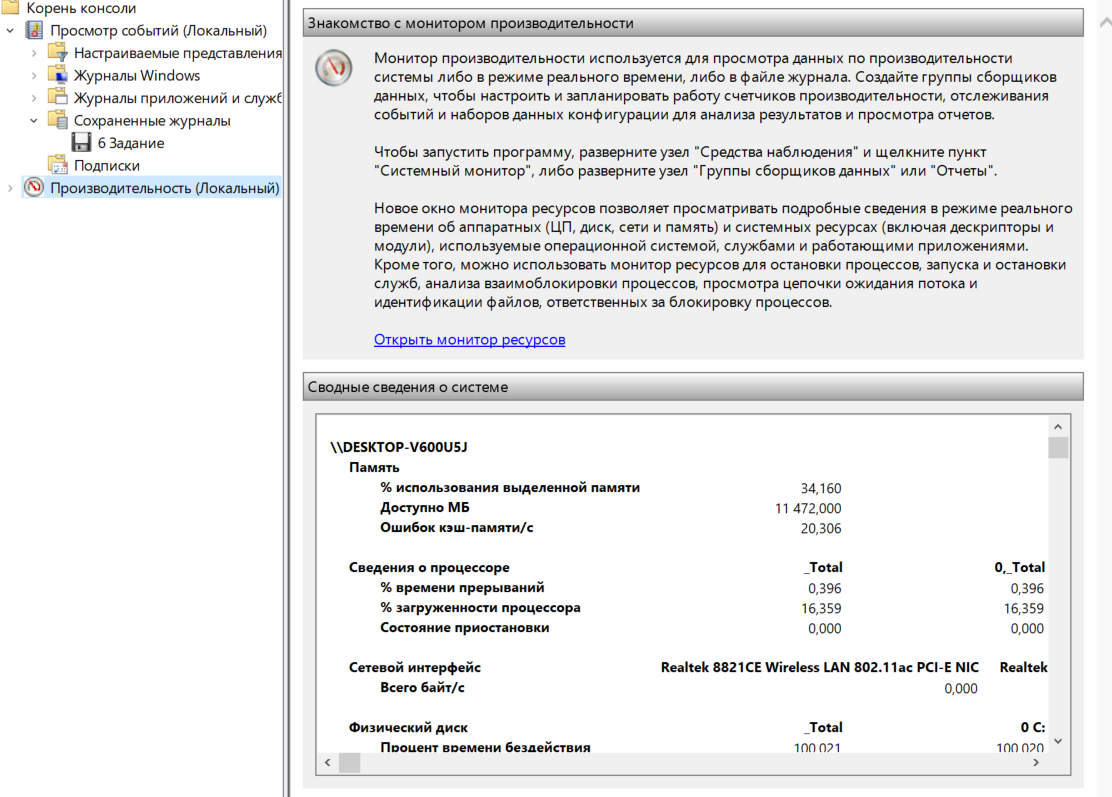 Корень консоли
Просмотр событий (Локальный)
Настраиваемые представления
Журналы Windows
Журналы приложений и служб
Сохраненные журналы
6 Задание
Подписки
Производительность (Локальный)
Знакомство с монитором производительности
Монитор производительности используется для просмотра данных по производительности
системы либо в режиме реального времени, либо в файле журнала. Создайте группы сборщиков
данных, чтобы настроить и запланировать работу счетчиков производительности, отслеживания
событий и наборов данных конфигурации для анализа результатов и просмотра отчетов.
Чтобы запустить программу, разверните узел "Средства наблюдения" и щелкните пункт
"Системный монитор", либо разверните узел "Группы сборщиков данных" или "Отчеты".
Новое окно монитора ресурсов позволяет просматривать подробные сведения в режиме реального
времени об аппаратных (ЦП, диск, сети и память) и системных ресурсах (включая дескрипторы и
модули), используемые операционной системой, службами и работающими приложениями.
Кроме того, можно использовать монитор ресурсов для остановки процессов, запуска и остановки
служб, анализа взаимоблокировки процессов, просмотра цепочки ожидания потока и
идентификации файлов, ответственных за блокировку процессов.
Открыть монитор ресурсов
Сводные сведения о системе
\\DESKTOP-V600U5J
Память
% использования выделенной памяти 34,160
Доступно МБ 11 472,000
Ошибок кэш-памяти/с 20,306
Сведения о процессоре _Total 0,_Total
% времени прерываний 0,396 0,396
% загруженности процессора 16,359 16,359
Состояние приостановки 0,000 0,000
Сетевой интерфейс Realtek 8821CE Wireless LAN 802.11ac PCI-E NIC Realtek
Всего байт/с 0,000
Физический диск _Total 0 C:
Процент времени бездействия 100,021 100,020